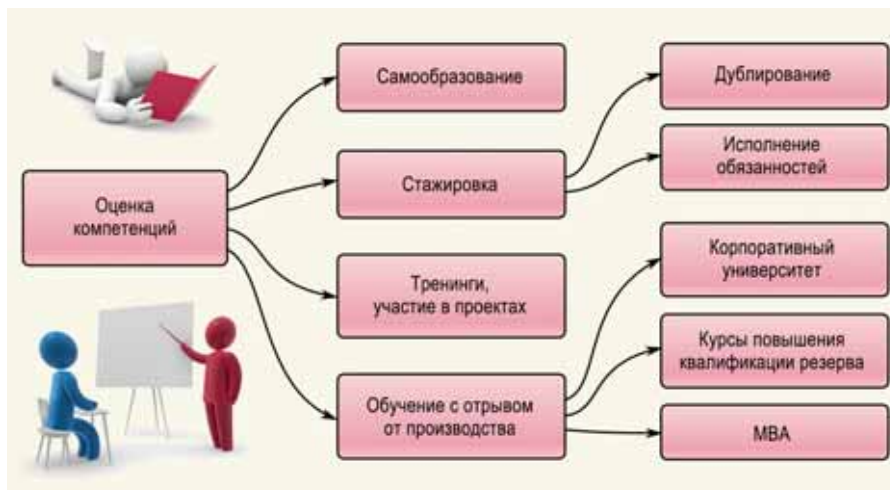 Оценка
компетенций
Самообразование
Стажировка
Тренинги,
участие в проектах
Обучение с отрывом
от производства
Дублирование
Исполнение
обязанностей
Корпоративный
университет
Курсы повышения
квалификации резерва
МВА